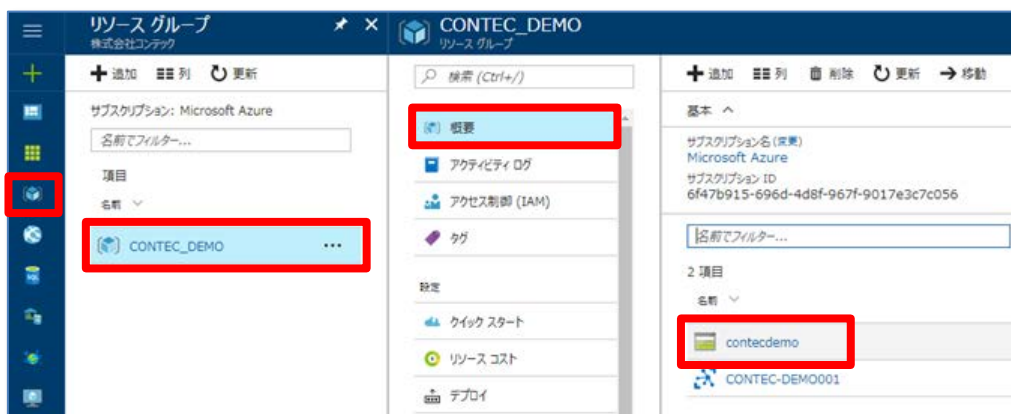 リソース グループ
株式会社コンテック
追加 列 更新
サブスクリプション: Microsoft Azure
名前でフィルター...
項目
名前
CONTEC_DEMO
CONTEC_DEMO
リソース グループ
検索 (Ctrl+/)
概要
アクティビティ ログ
アクセス制御 (IAM)
タグ
設定
クイック スタート
リソース コスト
デプロイ
追加 列 削除 更新 移動
基本
サブスクリプション名 (変更)
Microsoft Azure
サブスクリプション ID
6f47b915-696d-4d8f-967f-9017e3c7c056
名前でフィルター...
2 項目
名前
contecdemo
CONTEC-DEMO001